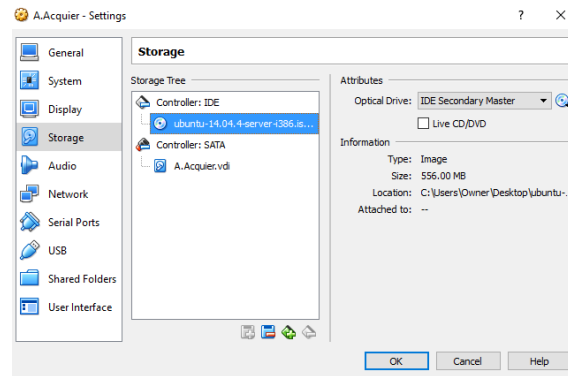 A.Acquier - Settings
General
System
Display
Storage
Audio
Network
Serial Ports
USB
Shared Folders
User Interface
Storage
Storage Tree
Controller: IDE
ubuntu-14.04.4-server-i386.is...
Controller: SATA
A.Acquier.vdi
Attributes
Optical Drive: IDE Secondary Master
Live CD/DVD
Information
Type: Image
Size: 556.00 MB
Location: C:\Users\Owner\Desktop\ubuntu-...
Attached to: --
OK Cancel Help